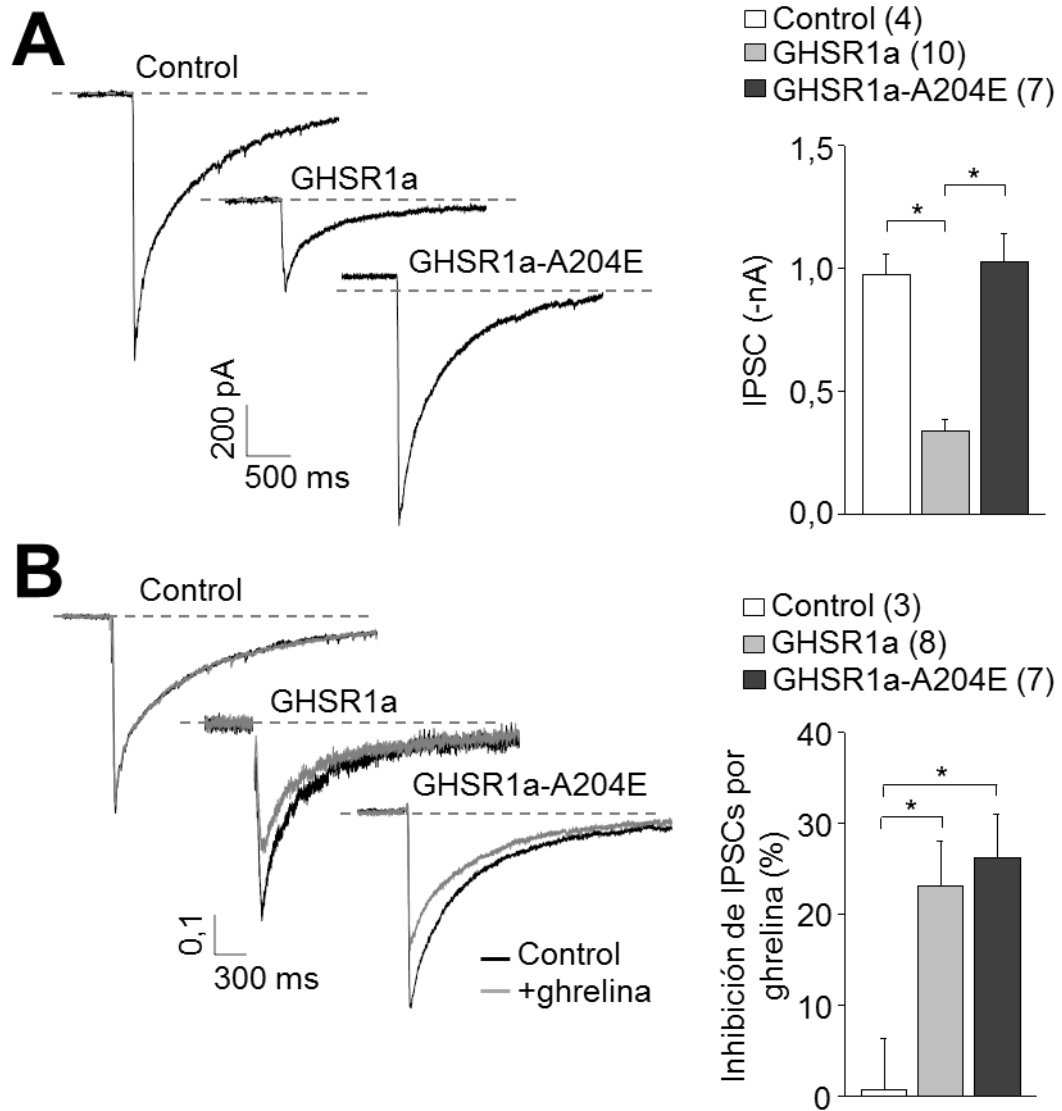 A
Control
GHSR1a
GHSR1a-A204E
200 pA
500 ms
Control (4)
GHSR1a (10)
GHSR1a-A204E (7)
IPSC (-nA)
1,5
1,0
0,5
0,0
*
*
B
Control
GHSR1a
GHSR1a-A204E
0,1
300 ms
Control
+ghrelina
Control (3)
GHSR1a (8)
GHSR1a-A204E (7)
Inhibición de IPSCs por
ghrelina (%)
40
30
20
10
0
*
*